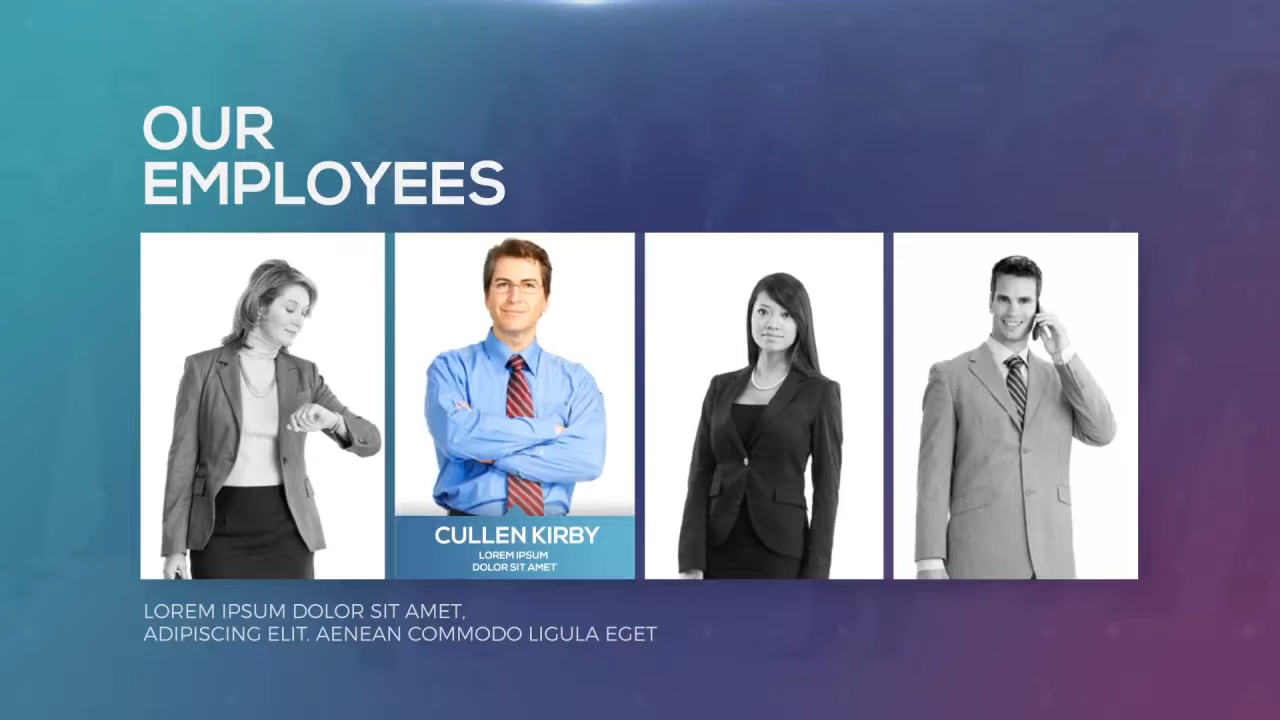 OUR
EMPLOYEES
CULLEN KIRBY
LOREM IPSUM
DOLOR SIT AMET
LOREM IPSUM DOLOR SIT AMET,
ADIPISCING ELIT. AENEAN COMMODO LIGULA EGET